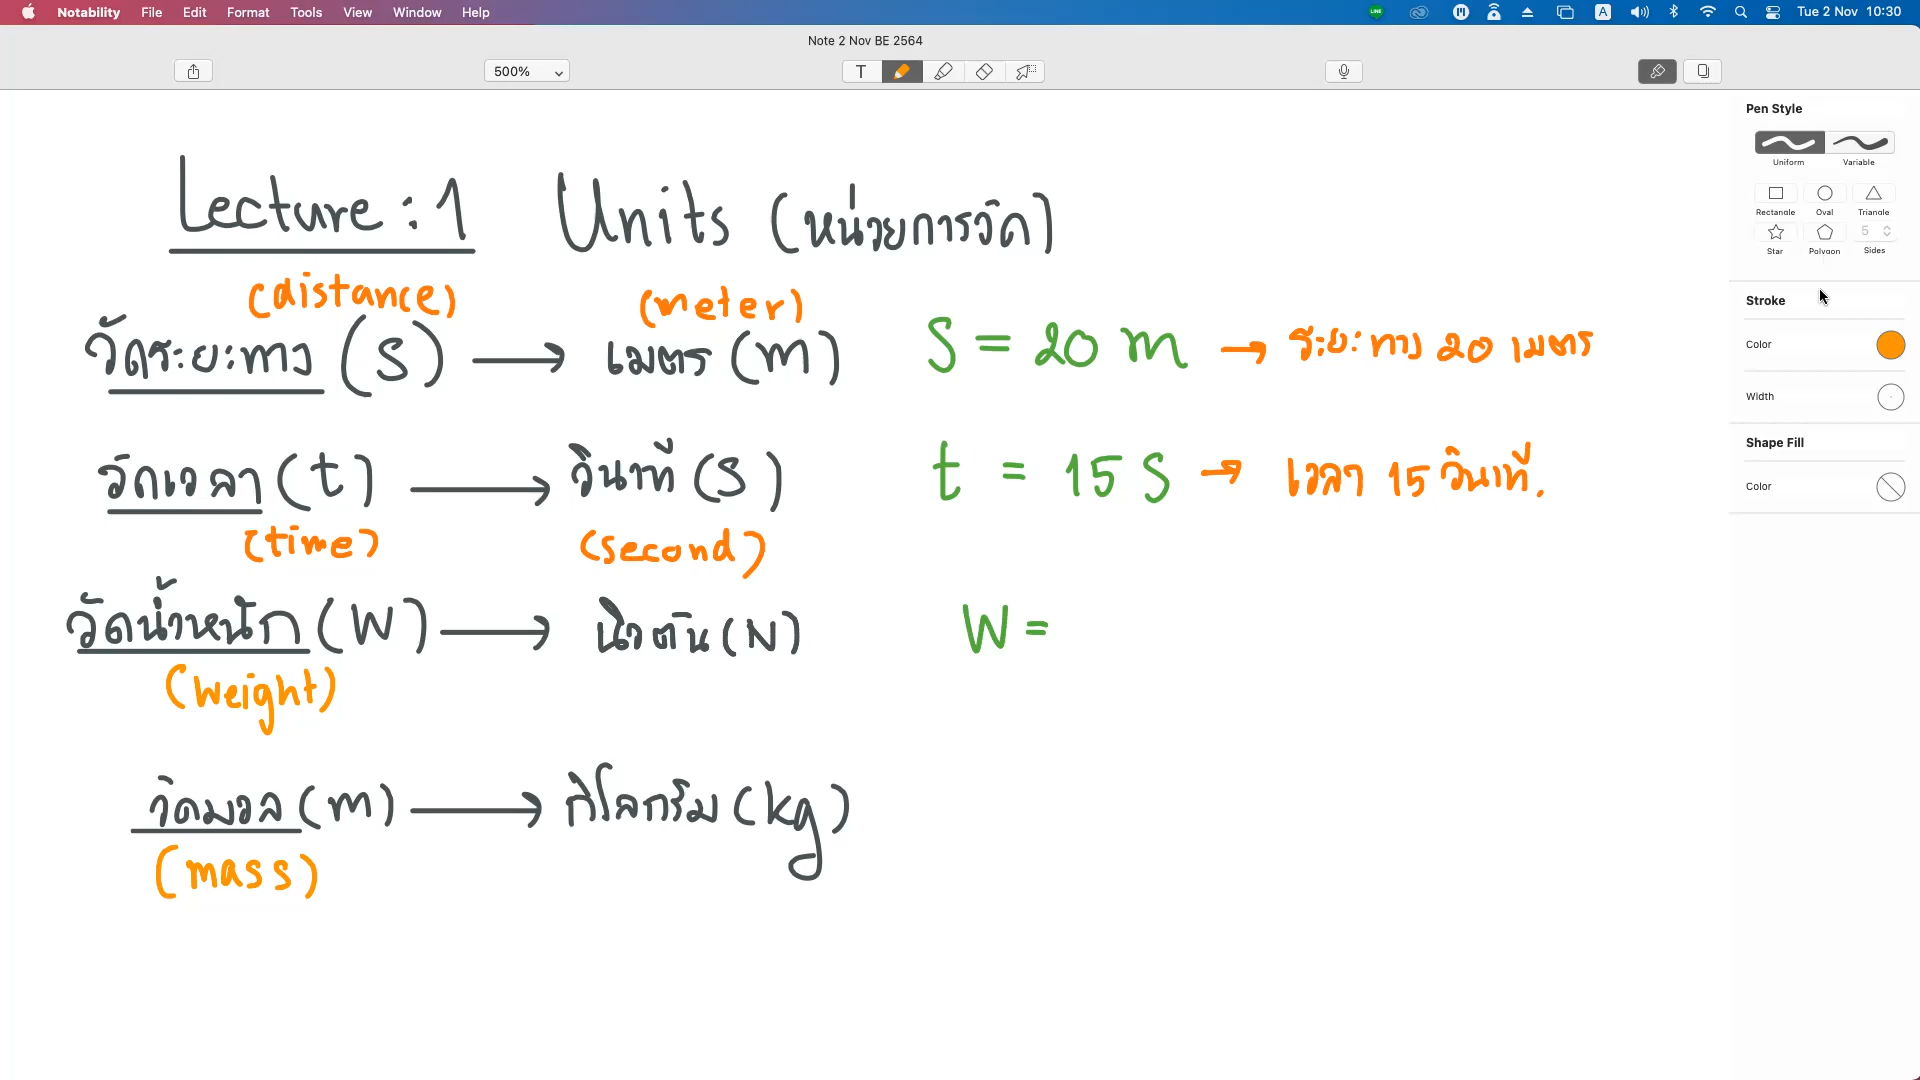 Notability File Edit Format Tools View Window Help LINE A Tue 2 Nov 10:30
Note 2 Nov BE 2564
500% T
Pen Style
Uniform Variable
Rectangle Oval Triangle
5
Star Polygon Sides
Stroke
Color
Width
Shape Fill
Color
Lecture : 1 Units (หน่วยการวัด)
(distance) (meter)
วัดระยะทาง (S) → เมตร (m) S = 20 m → ระยะทาง 20 เมตร
วัดเวลา (t) → วินาที (S) t = 15 S → เวลา 15 วินาที.
(time) (second)
วัดน้ำหนัก (W) → นิวตัน (N) W =
(Weight)
วัดมวล (m) → กิโลกรัม (kg)
(mass)